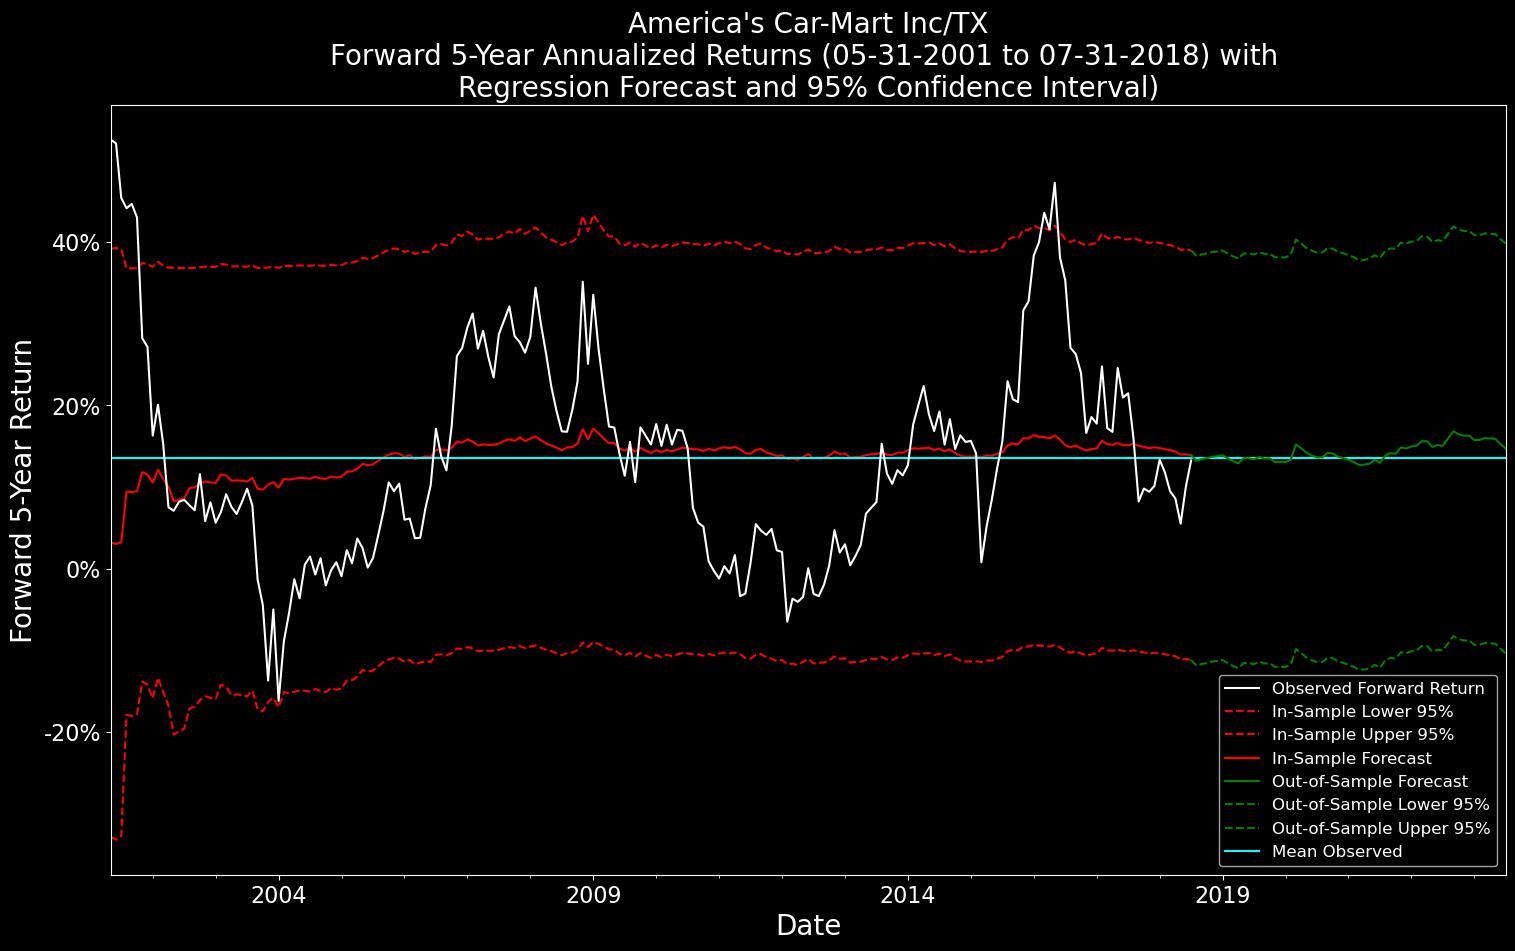 America's Car-Mart Inc/TX
Forward 5-Year Annualized Returns (05-31-2001 to 07-31-2018) with
Regression Forecast and 95% Confidence Interval)
Forward 5-Year Return
40%
20%
0%
-20%
2004
2009
2014
2019
Date
Observed Forward Return
In-Sample Lower 95%
In-Sample Upper 95%
In-Sample Forecast
Out-of-Sample Forecast
Out-of-Sample Lower 95%
Out-of-Sample Upper 95%
Mean Observed